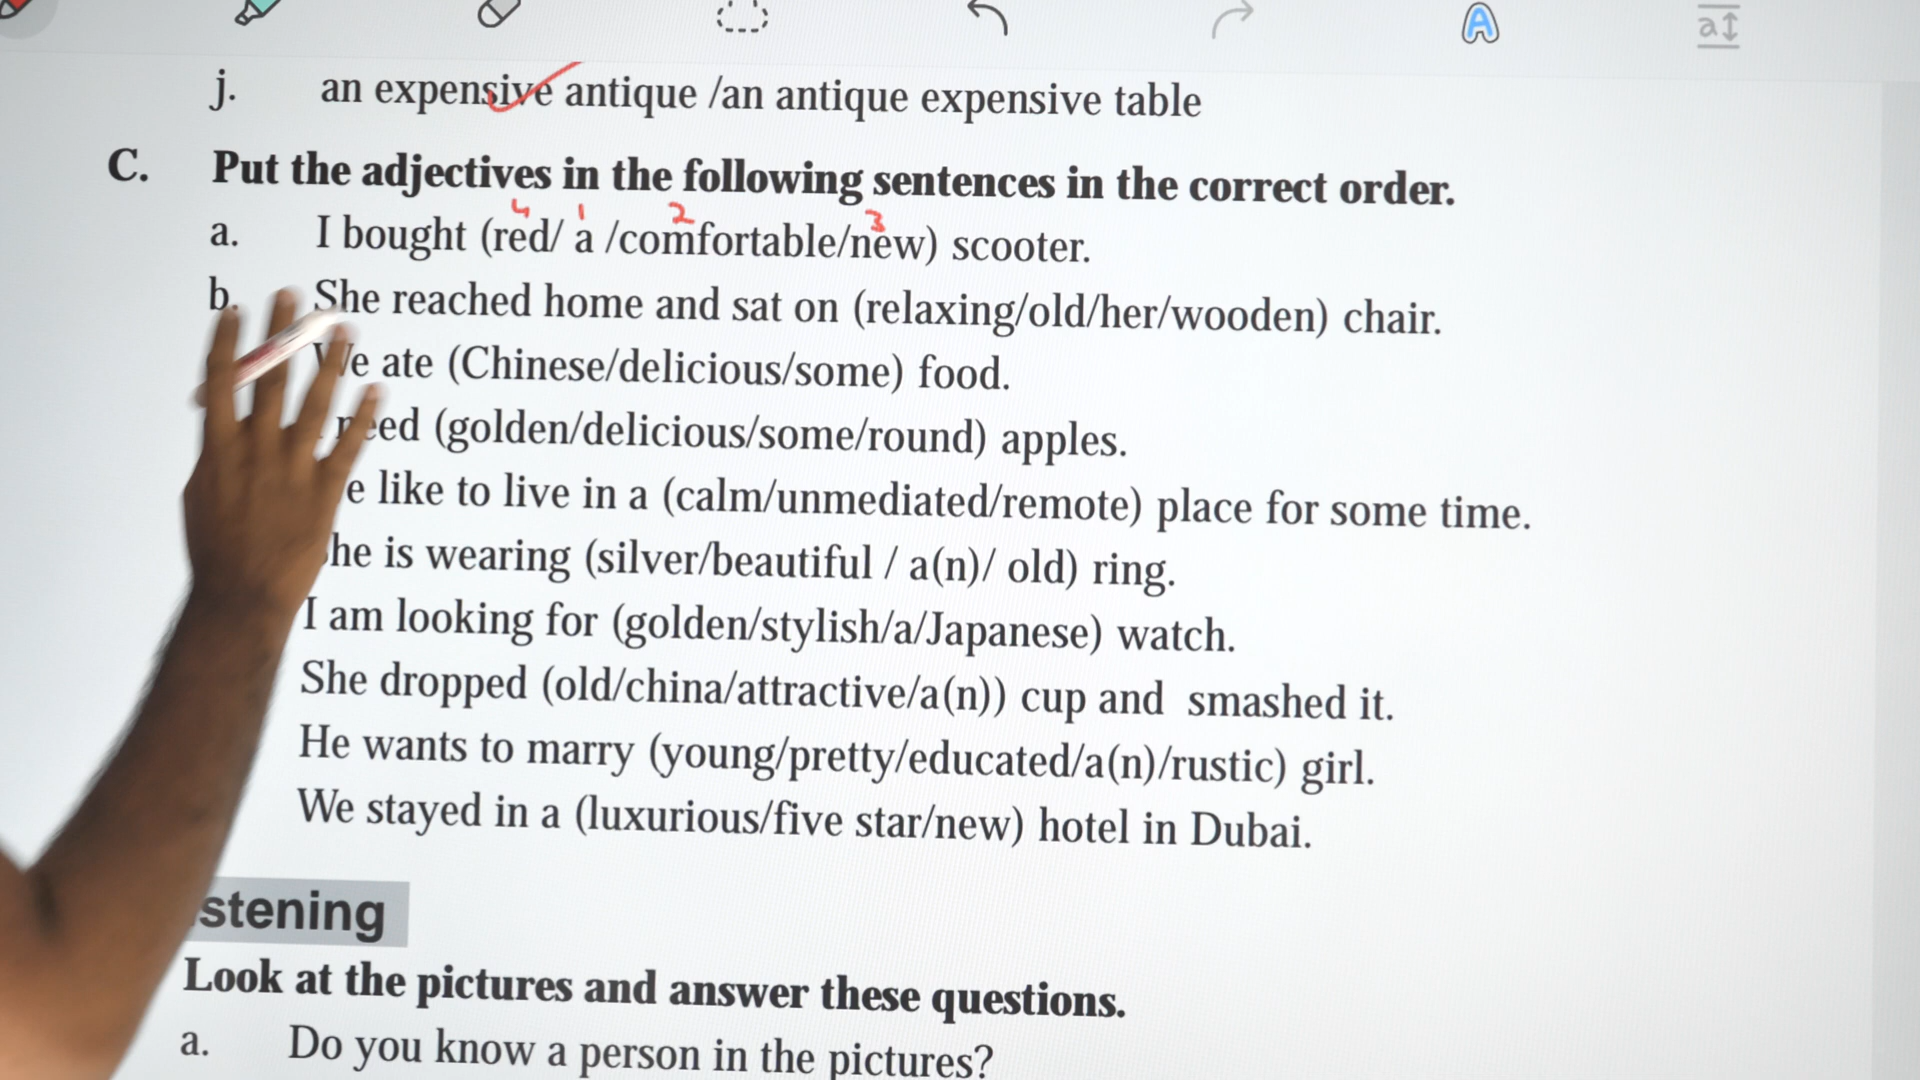 A a
j. an expensive antique /an antique expensive table
C. Put the adjectives in the following sentences in the correct order.
4 1 2 3
a. I bought (red/ a /comfortable/new) scooter.
b. She reached home and sat on (relaxing/old/her/wooden) chair.
We ate (Chinese/delicious/some) food.
need (golden/delicious/some/round) apples.
e like to live in a (calm/unmediated/remote) place for some time.
he is wearing (silver/beautiful / a(n)/ old) ring.
I am looking for (golden/stylish/a/Japanese) watch.
She dropped (old/china/attractive/a(n)) cup and smashed it.
He wants to marry (young/pretty/educated/a(n)/rustic) girl.
We stayed in a (luxurious/five star/new) hotel in Dubai.
stening
Look at the pictures and answer these questions.
a. Do you know a person in the pictures?